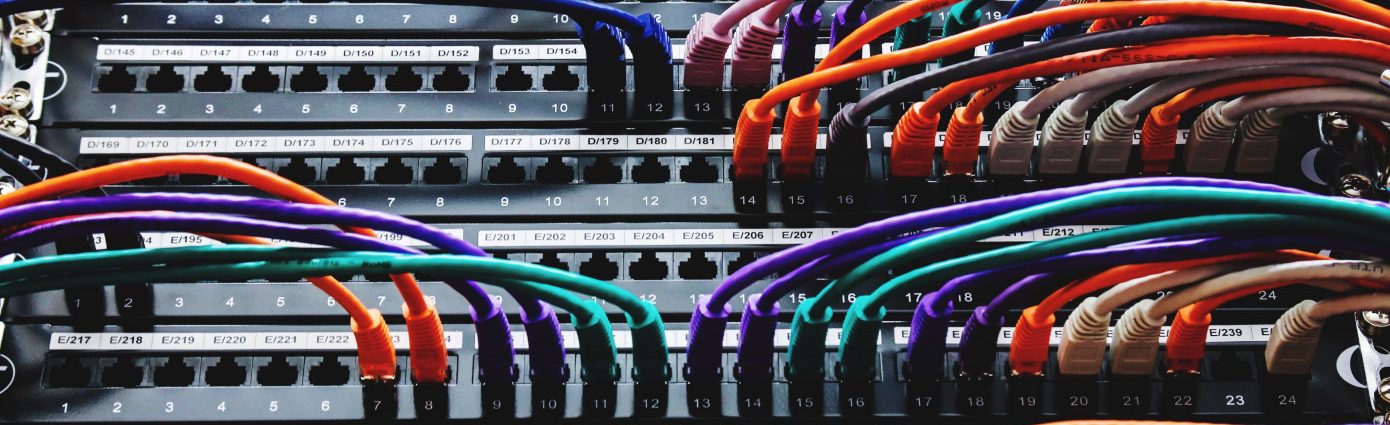 1 2 3 4 5 6 7 8 9 10 19
D/145 D/146 D/147 D/148 D/149 D/150 D/151 D/152 D/153 D/154
1 2 3 4 5 6 7 8 9 10 11 12 13
D/169 D/170 D/171 D/172 D/173 D/174 D/175 D/176 D/177 D/178 D/179 D/180 D/181
6 7 8 9 10 11 12 13 14 15 16 17 18
E/195 E/201 E/202 E/203 E/204 E/205 E/206 E/207 E/212
1 2 3 4 5 6 7 8 12 15 16 17 18 24
E/217 E/218 E/219 E/220 E/221 E/222 E/239
1 2 3 4 5 6 7 8 9 10 11 12 13 14 15 16 17 18 19 20 21 22 23 24